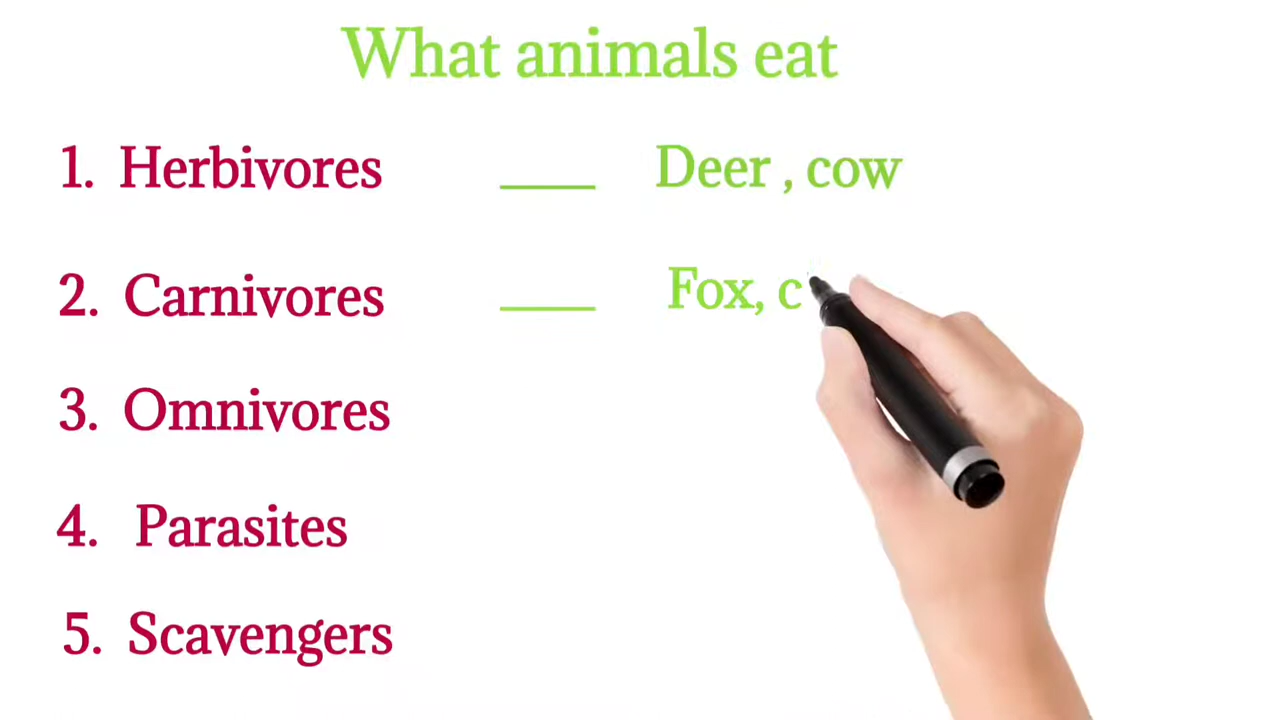 What animals eat
1. Herbivores ____ Deer , cow
2. Carnivores ____ Fox, c
3. Omnivores
4. Parasites
5. Scavengers